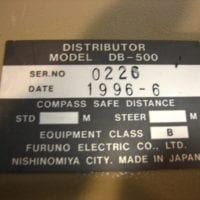 DISTRIBUTOR
MODEL DB-500
SER.NO 0226
DATE 1996-6
COMPASS SAFE DISTANCE
STD M STEER M
EQUIPMENT CLASS B
FURUNO ELECTRIC CO., LTD.
NISHINOMIYA CITY. MADE IN JAPAN